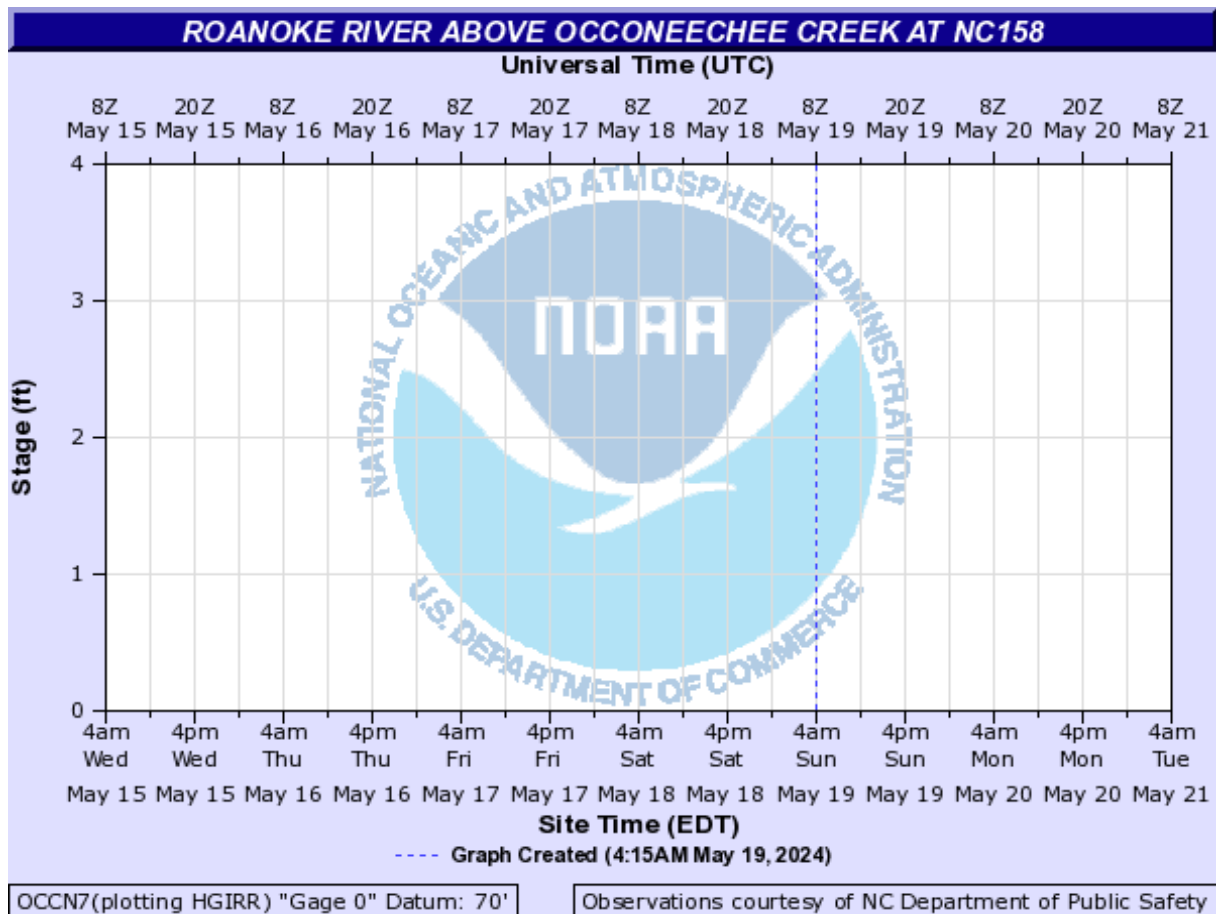 ROANOKE RIVER ABOVE OCCONEECHEE CREEK AT NC158
Universal Time (UTC)
8Z 20Z 8Z 20Z 8Z 20Z 8Z 20Z 8Z 20Z 8Z 20Z 8Z
May 15 May 15 May 16 May 16 May 17 May 17 May 18 May 18 May 19 May 19 May 20 May 20 May 21
4
3
2
1
0
Stage (ft)
NATIONAL OCEANIC AND ATMOSPHERIC ADMINISTRATION
NOAA
U.S. DEPARTMENT OF COMMERCE
4am 4pm 4am 4pm 4am 4pm 4am 4pm 4am 4pm 4am 4pm 4am
Wed Wed Thu Thu Fri Fri Sat Sat Sun Sun Mon Mon Tue
May 15 May 15 May 16 May 16 May 17 May 17 May 18 May 18 May 19 May 19 May 20 May 20 May 21
Site Time (EDT)
Graph Created (4:15AM May 19, 2024)
OCCN7(plotting HGIRR) "Gage 0" Datum: 70'
Observations courtesy of NC Department of Public Safety